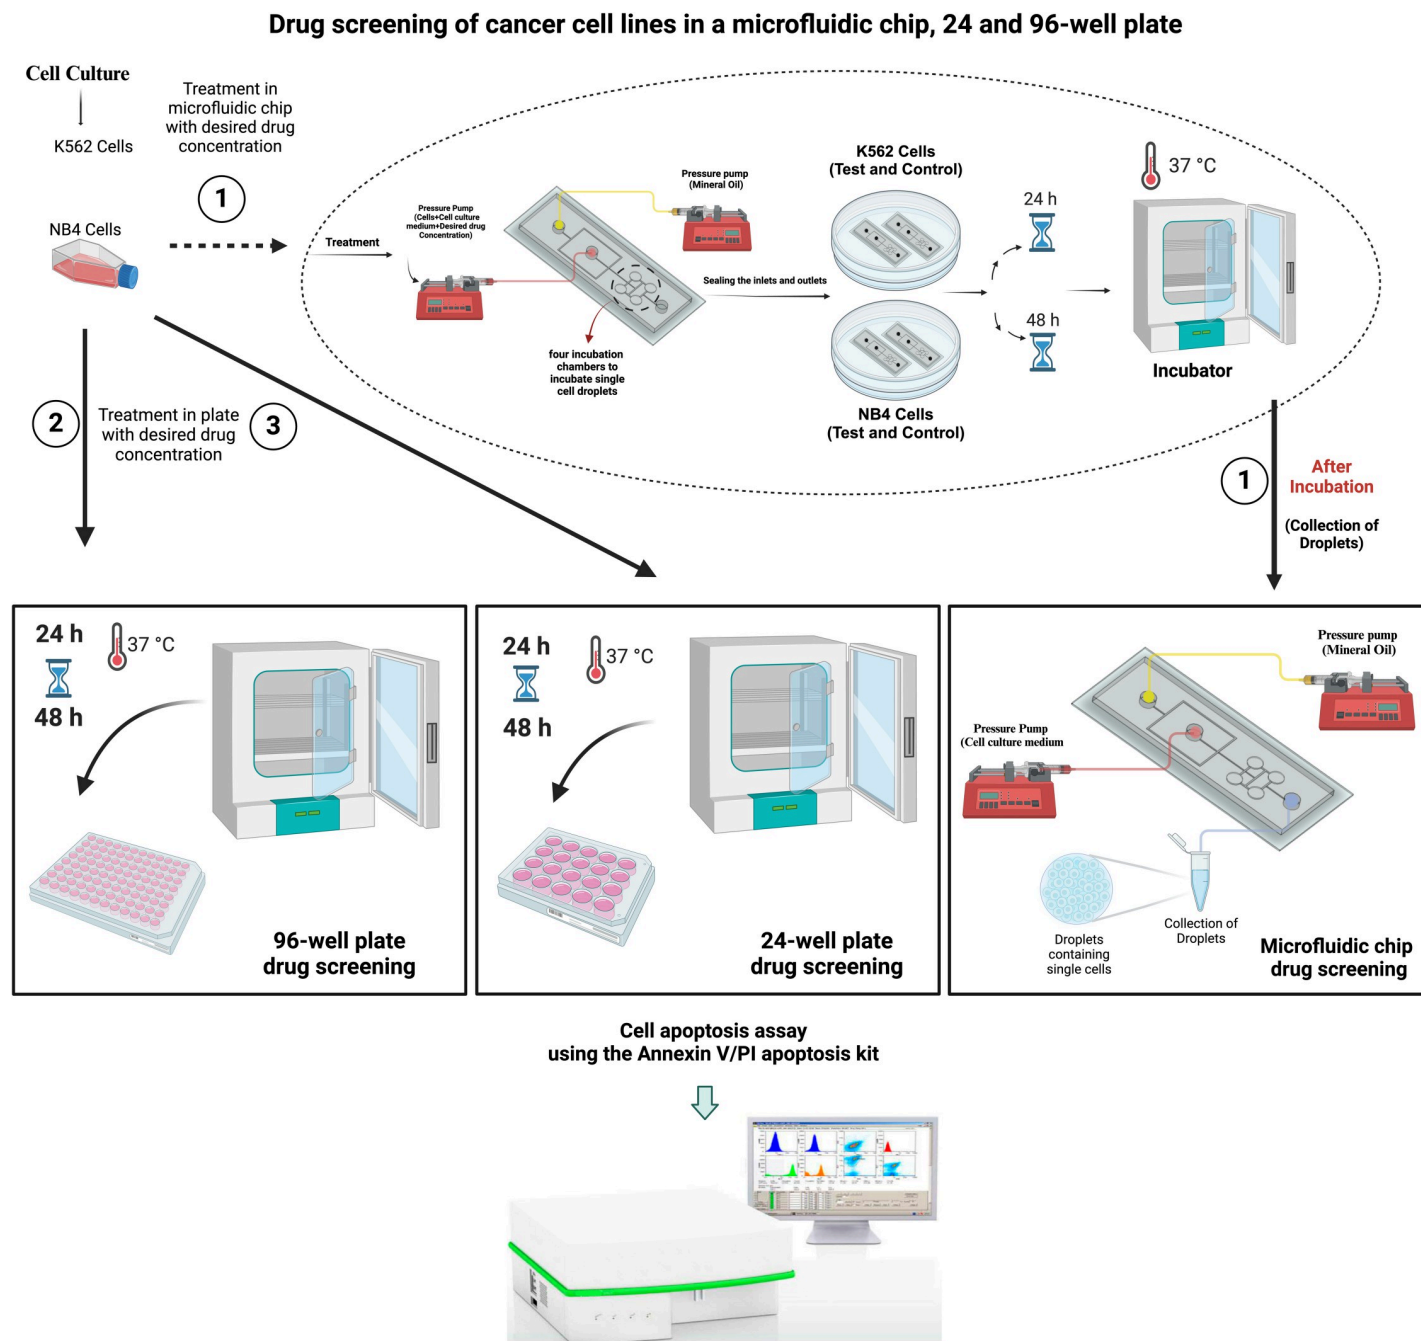 Drug screening of cancer cell lines in a microfluidic chip, 24 and 96-well plate
Cell Culture
K562 Cells
NB4 Cells
Treatment in
microfluidic chip
with desired drug
concentration
1
Treatment
Pressure Pump
(Cells+Cell culture
medium+Desired drug
Concentration)
Pressure pump
(Mineral Oil)
four incubation
chambers to
incubate single
cell droplets
Sealing the inlets and outlets
K562 Cells
(Test and Control)
NB4 Cells
(Test and Control)
24 h
48 h
37 °C
Incubator
2
Treatment in plate
with desired drug
concentration
3
1
After
Incubation
(Collection of
Droplets)
24 h
37 °C
48 h
96-well plate
drug screening
24 h
37 °C
48 h
24-well plate
drug screening
Pressure pump
(Mineral Oil)
Pressure Pump
(Cell culture medium
Droplets
containing
single cells
Collection of
Droplets
Microfluidic chip
drug screening
Cell apoptosis assay
using the Annexin V/PI apoptosis kit